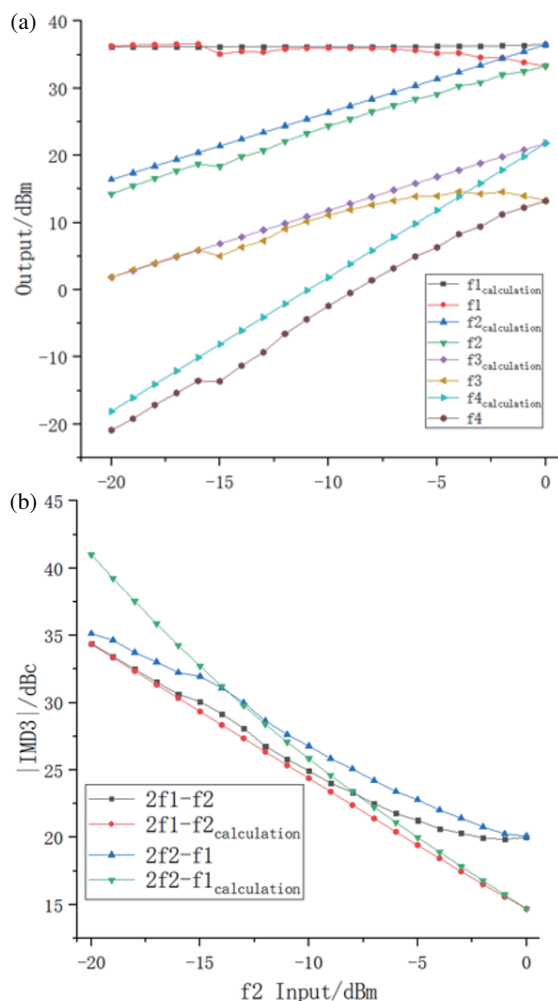 (a)
40
30
20
10
0
-10
-20
Output/dBm
f1calculation
f1
f2calculation
f2
f3calculation
f3
f4calculation
f4
-20 -15 -10 -5 0
(b)
45
40
35
30
25
20
15
|IMD3|/dBc
2f1-f2
2f1-f2calculation
2f2-f1
2f2-f1calculation
-20 -15 -10 -5 0
f2 Input/dBm